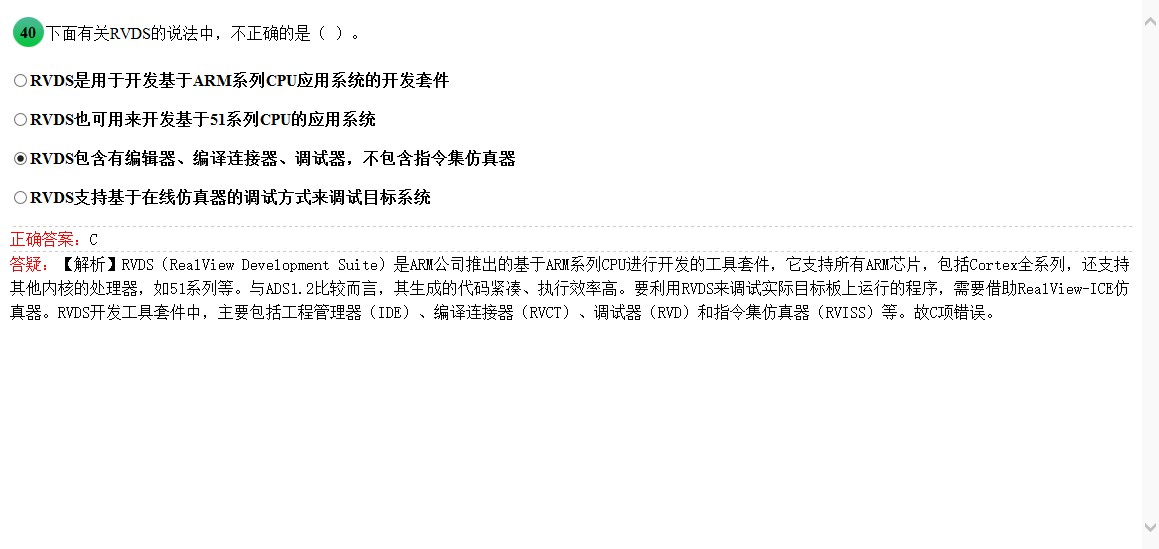 40 下面有关RVDS的说法中，不正确的是（ ）。
RVDS是用于开发基于ARM系列CPU应用系统的开发套件
RVDS也可用来开发基于51系列CPU的应用系统
RVDS包含有编辑器、编译连接器、调试器，不包含指令集仿真器
RVDS支持基于在线仿真器的调试方式来调试目标系统
正确答案：C
答疑：【解析】RVDS（RealView Development Suite）是ARM公司推出的基于ARM系列CPU进行开发的工具套件，它支持所有ARM芯片，包括Cortex全系列，还支持
其他内核的处理器，如51系列等。与ADS1.2比较而言，其生成的代码紧凑、执行效率高。要利用RVDS来调试实际目标板上运行的程序，需要借助RealView-ICE仿
真器。RVDS开发工具套件中，主要包括工程管理器（IDE）、编译连接器（RVCT）、调试器（RVD）和指令集仿真器（RVISS）等。故C项错误。